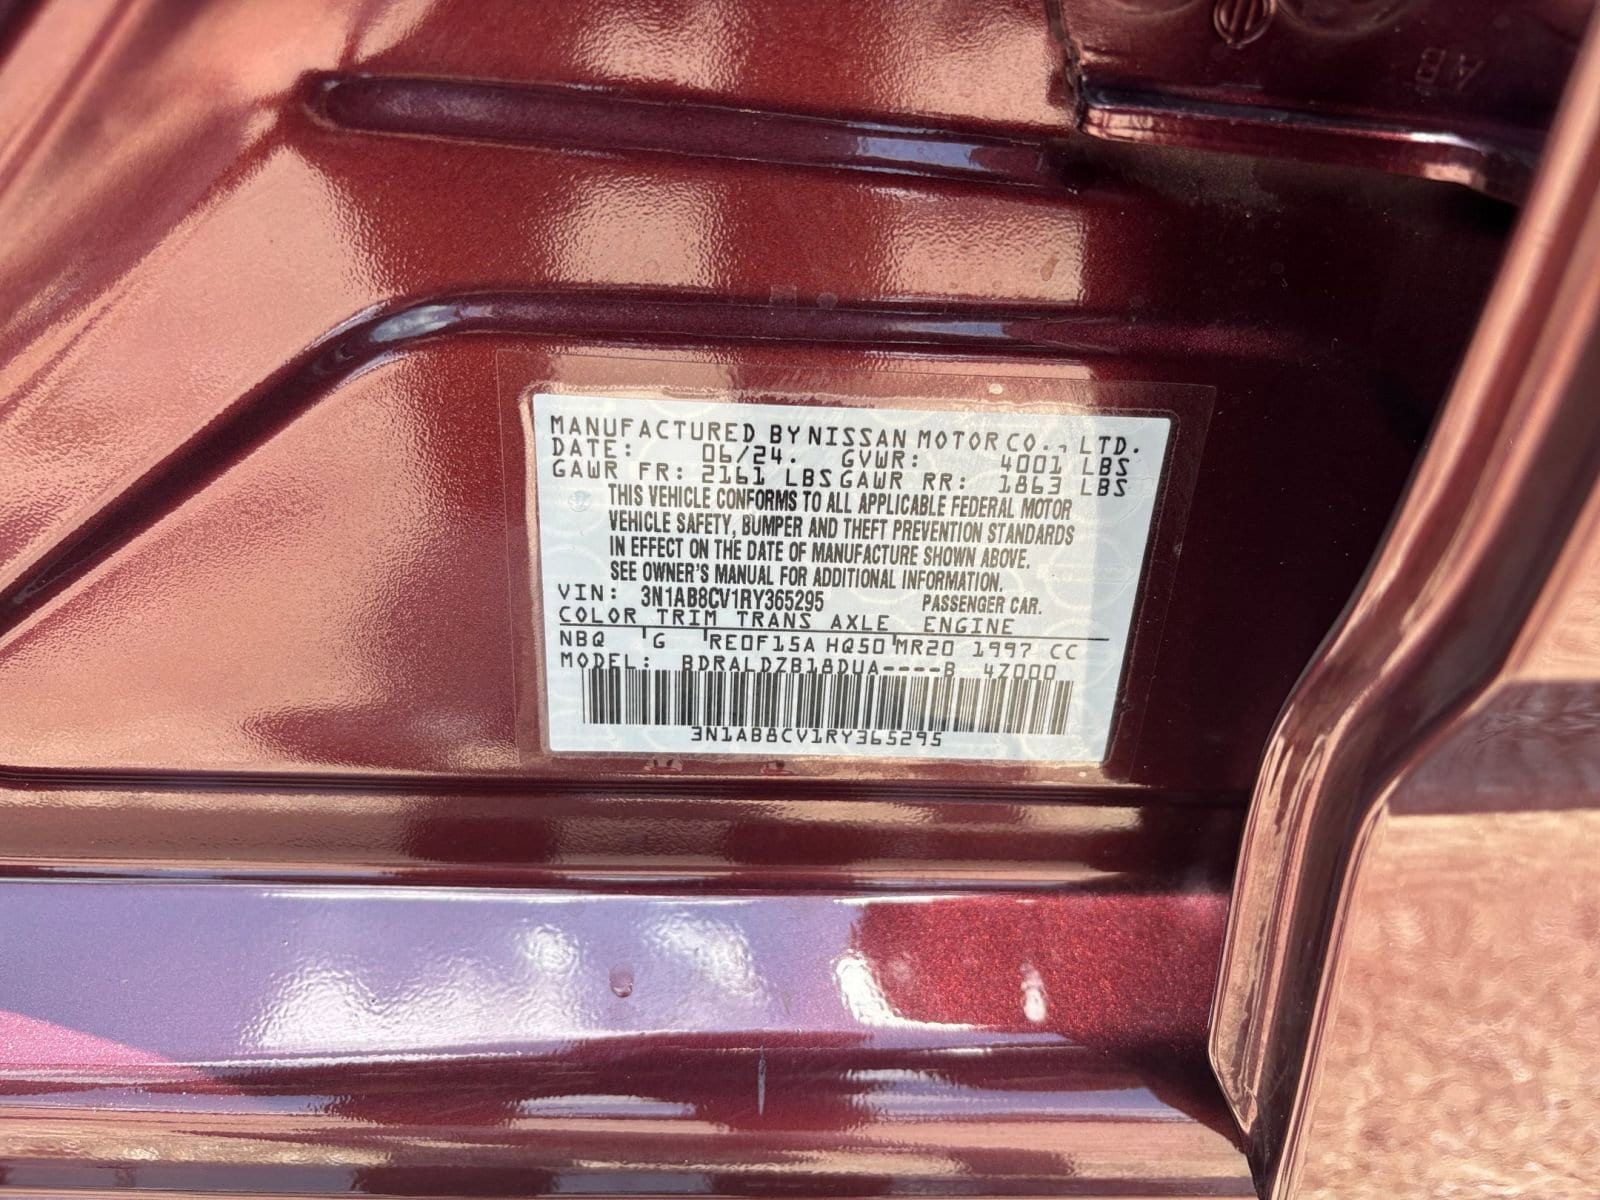 MANUFACTURED BY NISSAN MOTOR CO., LTD.
DATE: 06/24. GVWR: 4001 LBS
GAWR FR: 2161 LBS GAWR RR: 1863 LBS
THIS VEHICLE CONFORMS TO ALL APPLICABLE FEDERAL MOTOR
VEHICLE SAFETY, BUMPER AND THEFT PREVENTION STANDARDS
IN EFFECT ON THE DATE OF MANUFACTURE SHOWN ABOVE.
SEE OWNER'S MANUAL FOR ADDITIONAL INFORMATION.
VIN: 3N1AB8CV1RY365295 PASSENGER CAR.
COLOR TRIM TRANS AXLE ENGINE
NBQ G RE0F15A HQ50 MR20 1997 CC
MODEL: BDRALDZB18DUA----B 4Z000
3N1AB8CV1RY365295